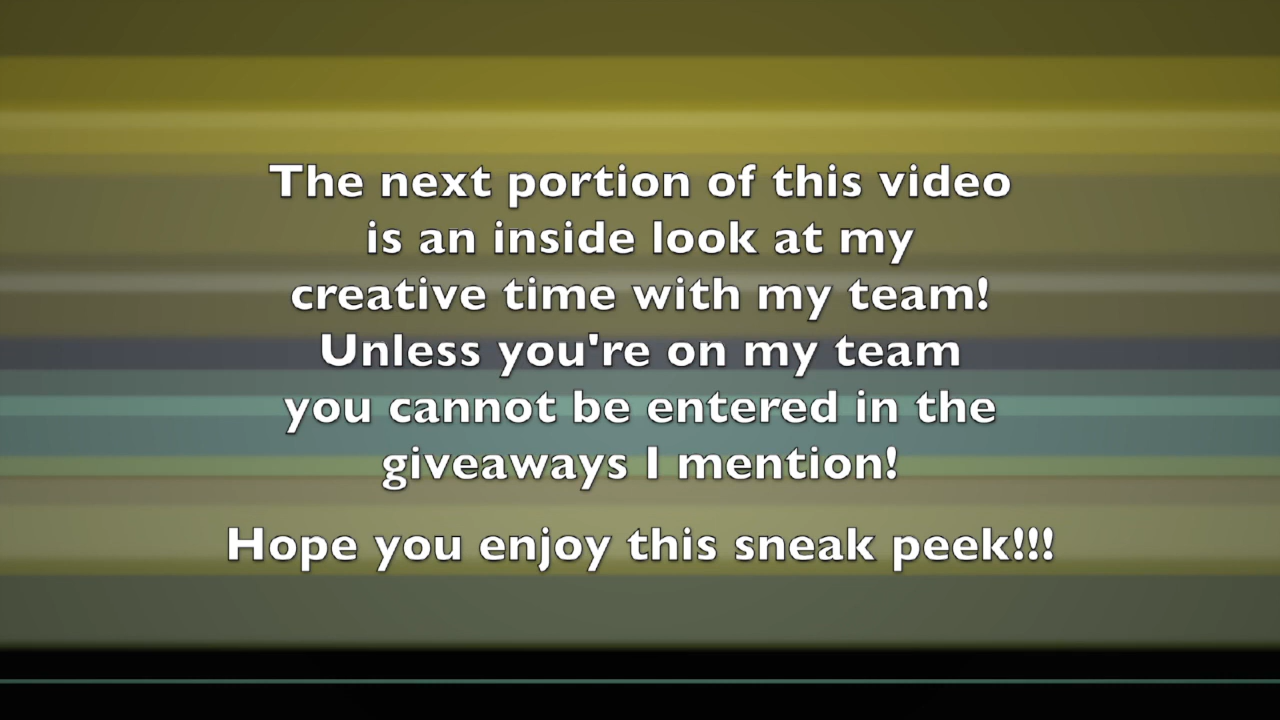 The next portion of this video
is an inside look at my
creative time with my team!
Unless you're on my team
you cannot be entered in the
giveaways I mention!
Hope you enjoy this sneak peek!!!